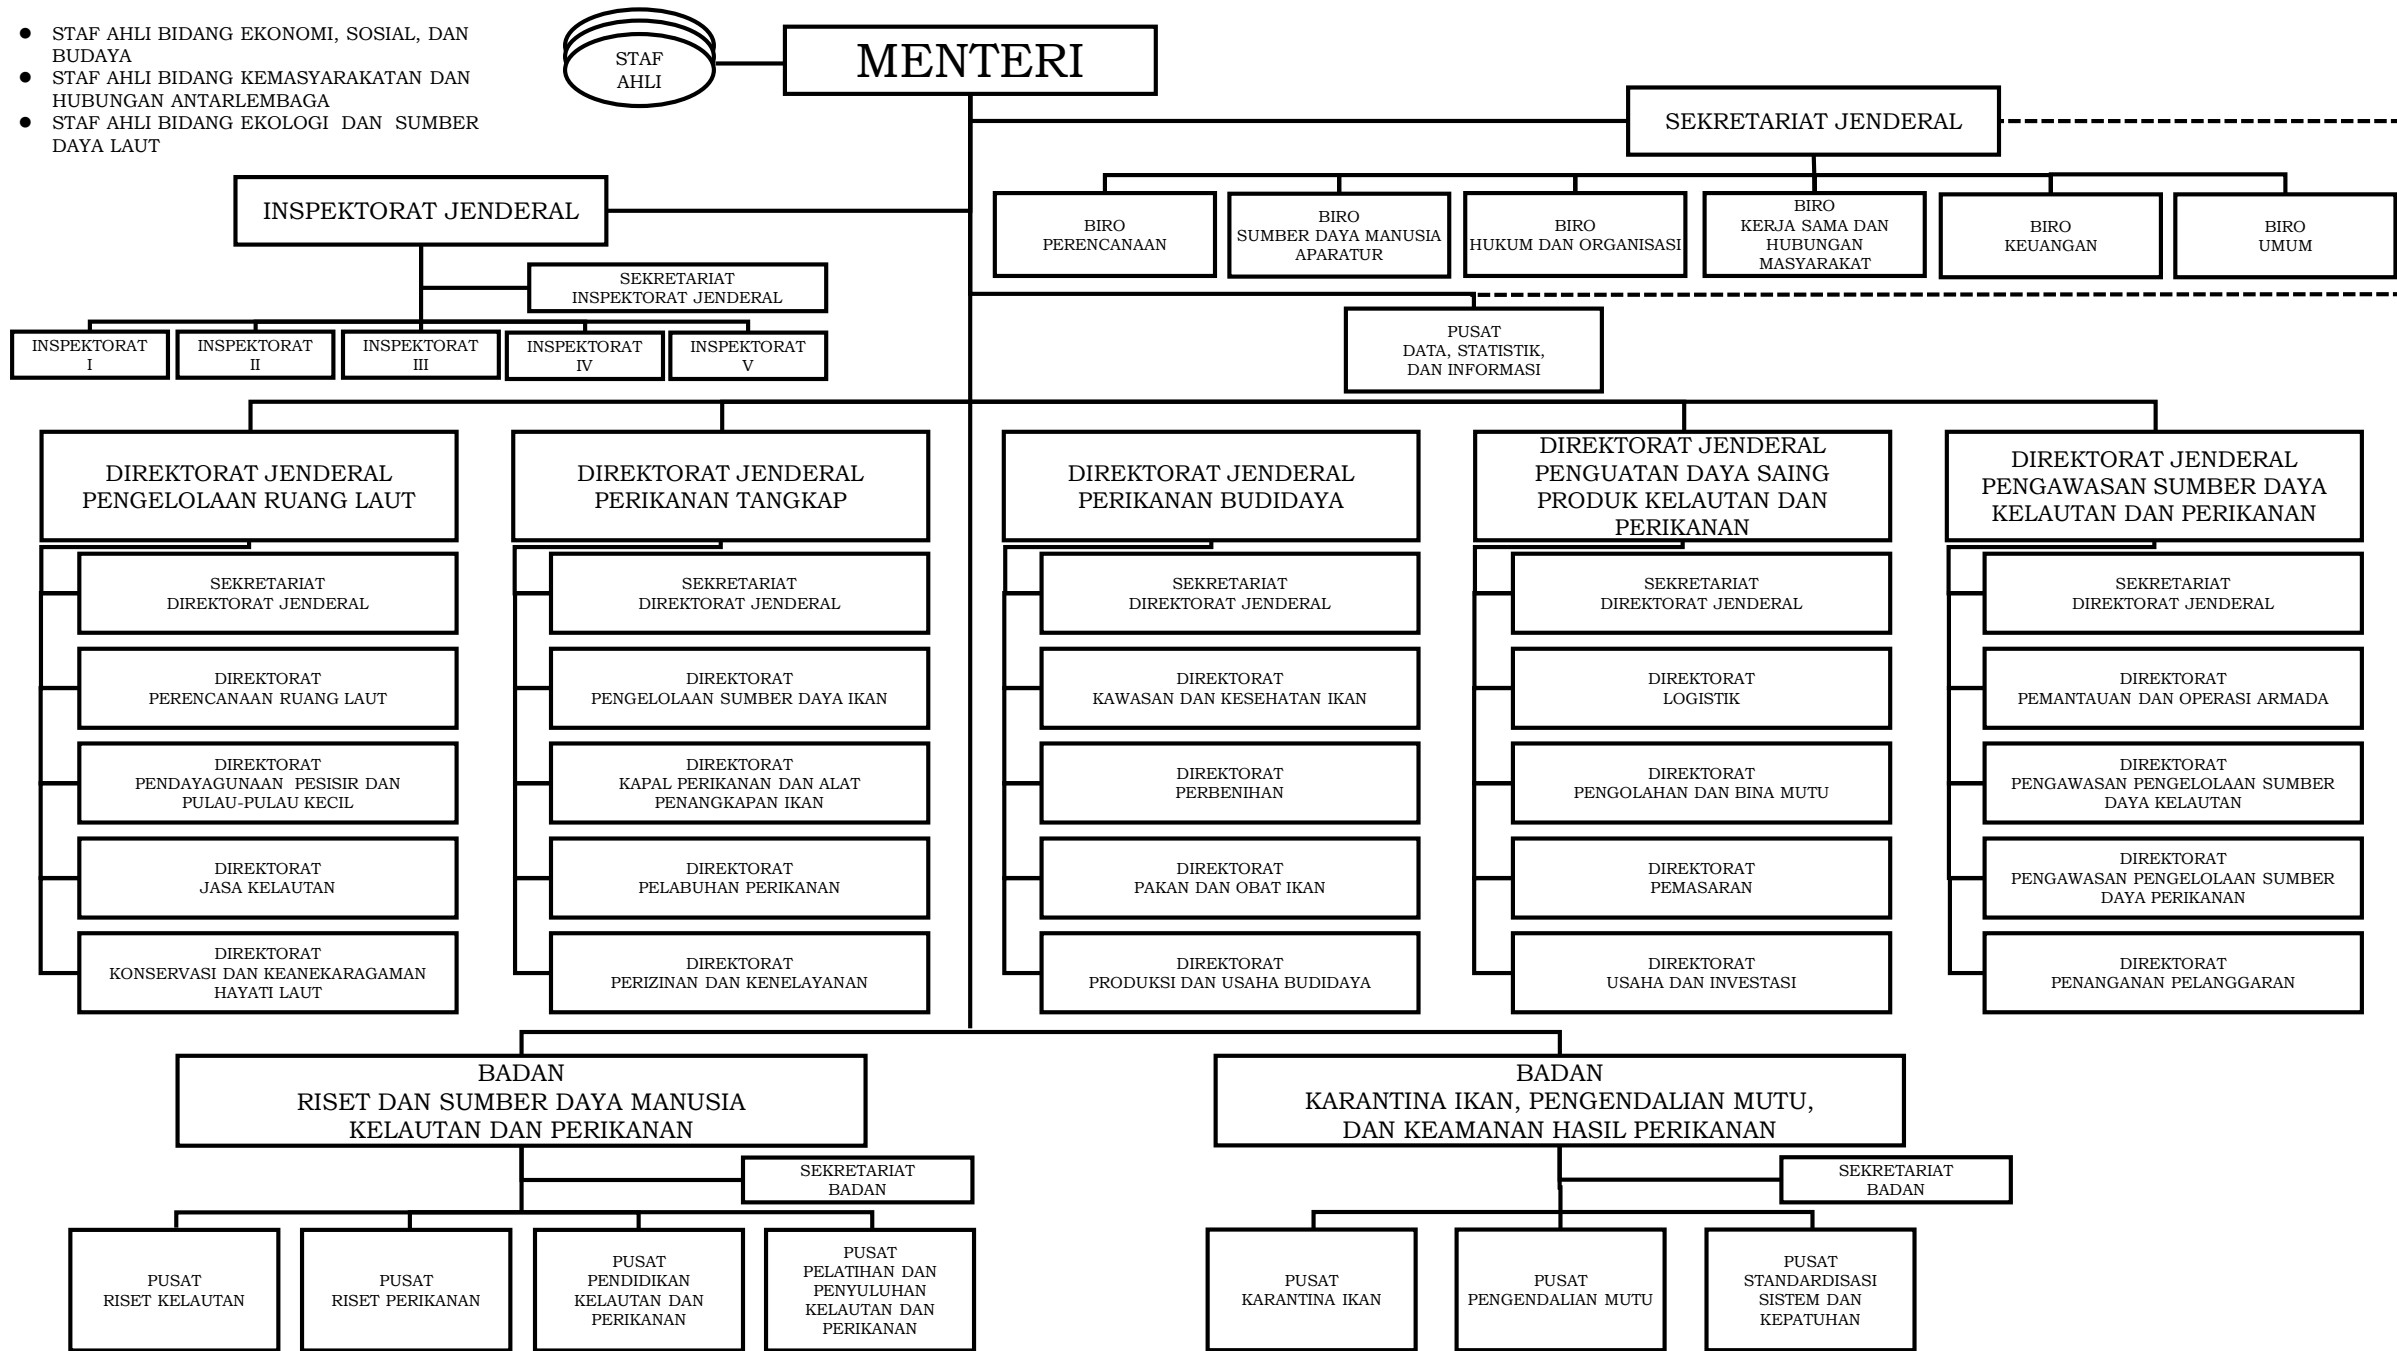 ● STAF AHLI BIDANG EKONOMI, SOSIAL, DAN
BUDAYA
● STAF AHLI BIDANG KEMASYARAKATAN DAN
HUBUNGAN ANTARLEMBAGA
● STAF AHLI BIDANG EKOLOGI DAN SUMBER
DAYA LAUT
STAF
AHLI
MENTERI
SEKRETARIAT JENDERAL
INSPEKTORAT JENDERAL
BIRO
PERENCANAAN
BIRO
SUMBER DAYA MANUSIA
APARATUR
BIRO
HUKUM DAN ORGANISASI
BIRO
KERJA SAMA DAN
HUBUNGAN
MASYARAKAT
BIRO
KEUANGAN
BIRO
UMUM
SEKRETARIAT
INSPEKTORAT JENDERAL
INSPEKTORAT
I
INSPEKTORAT
II
INSPEKTORAT
III
INSPEKTORAT
IV
INSPEKTORAT
V
PUSAT
DATA, STATISTIK,
DAN INFORMASI
DIREKTORAT JENDERAL
PENGELOLAAN RUANG LAUT
SEKRETARIAT
DIREKTORAT JENDERAL
DIREKTORAT
PERENCANAAN RUANG LAUT
DIREKTORAT
PENDAYAGUNAAN PESISIR DAN
PULAU-PULAU KECIL
DIREKTORAT
JASA KELAUTAN
DIREKTORAT
KONSERVASI DAN KEANEKARAGAMAN
HAYATI LAUT
DIREKTORAT JENDERAL
PERIKANAN TANGKAP
SEKRETARIAT
DIREKTORAT JENDERAL
DIREKTORAT
PENGELOLAAN SUMBER DAYA IKAN
DIREKTORAT
KAPAL PERIKANAN DAN ALAT
PENANGKAPAN IKAN
DIREKTORAT
PELABUHAN PERIKANAN
DIREKTORAT
PERIZINAN DAN KENELAYANAN
DIREKTORAT JENDERAL
PERIKANAN BUDIDAYA
SEKRETARIAT
DIREKTORAT JENDERAL
DIREKTORAT
KAWASAN DAN KESEHATAN IKAN
DIREKTORAT
PERBENIHAN
DIREKTORAT
PAKAN DAN OBAT IKAN
DIREKTORAT
PRODUKSI DAN USAHA BUDIDAYA
DIREKTORAT JENDERAL
PENGUATAN DAYA SAING
PRODUK KELAUTAN DAN
PERIKANAN
SEKRETARIAT
DIREKTORAT JENDERAL
DIREKTORAT
LOGISTIK
DIREKTORAT
PENGOLAHAN DAN BINA MUTU
DIREKTORAT
PEMASARAN
DIREKTORAT
USAHA DAN INVESTASI
DIREKTORAT JENDERAL
PENGAWASAN SUMBER DAYA
KELAUTAN DAN PERIKANAN
SEKRETARIAT
DIREKTORAT JENDERAL
DIREKTORAT
PEMANTAUAN DAN OPERASI ARMADA
DIREKTORAT
PENGAWASAN PENGELOLAAN SUMBER
DAYA KELAUTAN
DIREKTORAT
PENGAWASAN PENGELOLAAN SUMBER
DAYA PERIKANAN
DIREKTORAT
PENANGANAN PELANGGARAN
BADAN
RISET DAN SUMBER DAYA MANUSIA
KELAUTAN DAN PERIKANAN
SEKRETARIAT
BADAN
PUSAT
RISET KELAUTAN
PUSAT
RISET PERIKANAN
PUSAT
PENDIDIKAN
KELAUTAN DAN
PERIKANAN
PUSAT
PELATIHAN DAN
PENYULUHAN
KELAUTAN DAN
PERIKANAN
BADAN
KARANTINA IKAN, PENGENDALIAN MUTU,
DAN KEAMANAN HASIL PERIKANAN
SEKRETARIAT
BADAN
PUSAT
KARANTINA IKAN
PUSAT
PENGENDALIAN MUTU
PUSAT
STANDARDISASI
SISTEM DAN
KEPATUHAN